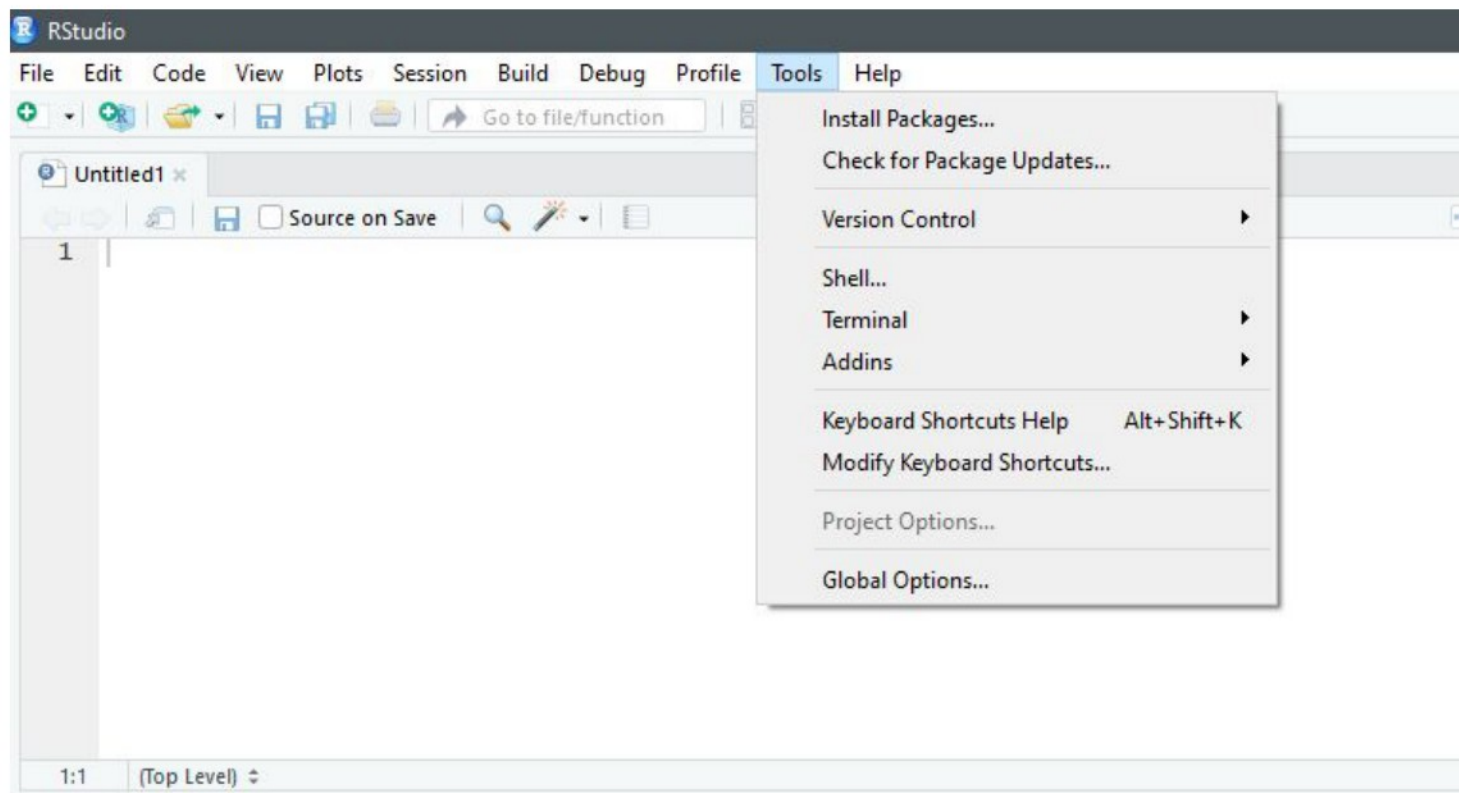 RStudio
File Edit Code View Plots Session Build Debug Profile Tools Help
Go to file/function
Untitled1
Source on Save
1
Install Packages...
Check for Package Updates...
Version Control
Shell...
Terminal
Addins
Keyboard Shortcuts Help Alt+Shift+K
Modify Keyboard Shortcuts...
Project Options...
Global Options...
1:1 (Top Level)